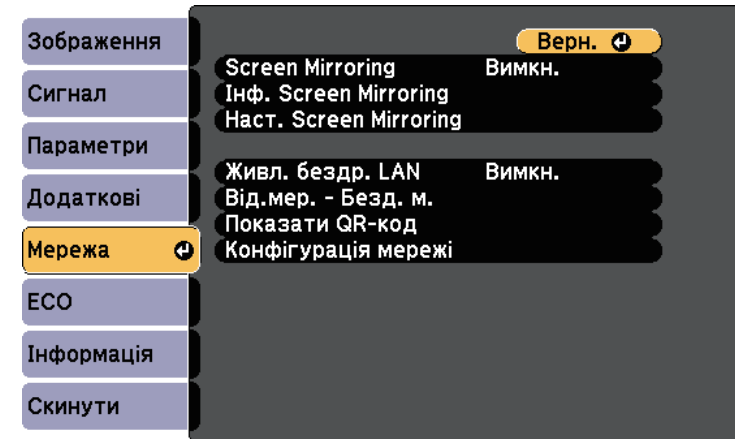 Зображення
Сигнал
Параметри
Додаткові
Мережа
ECO
Інформація
Скинути
Верн.
Screen Mirroring Вимкн.
Інф. Screen Mirroring
Наст. Screen Mirroring
Живл. бездр. LAN Вимкн.
Від.мер. - Безд. м.
Показати QR-код
Конфігурація мережі